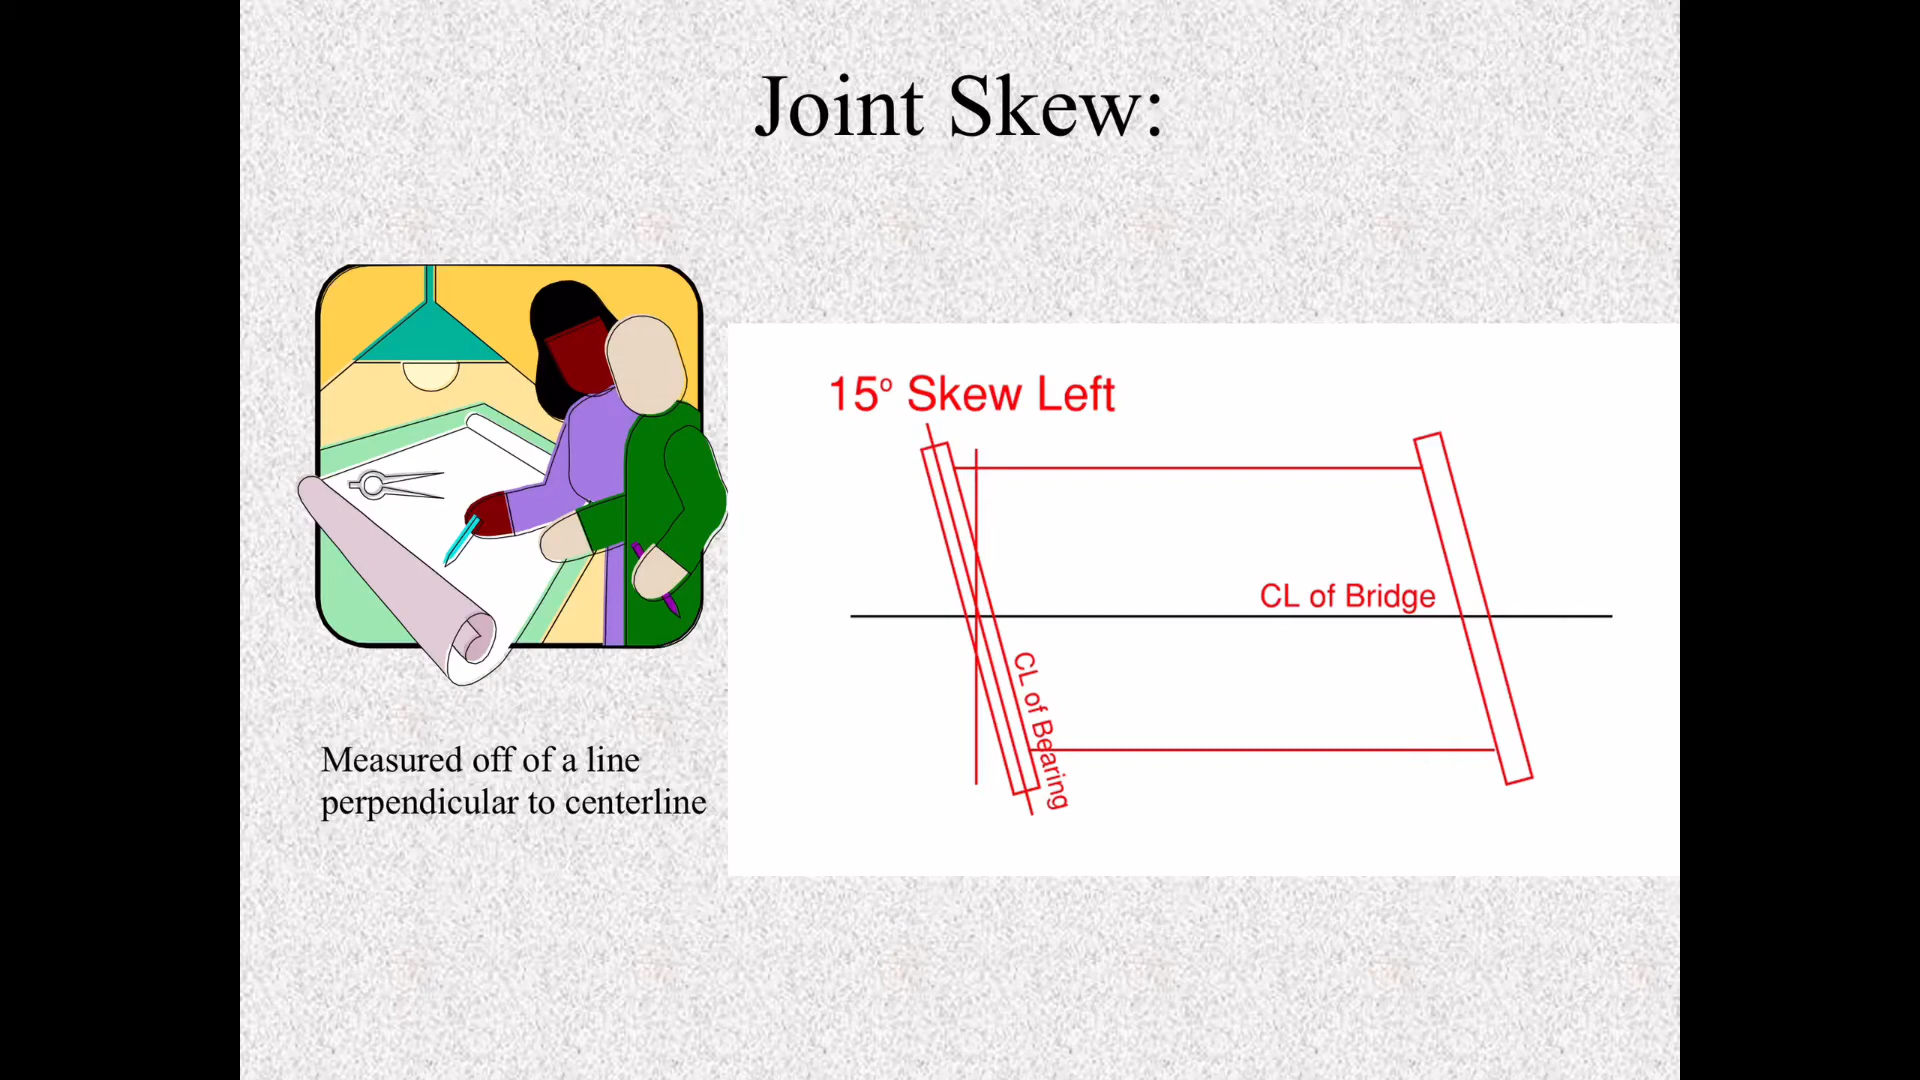 Joint Skew:
15° Skew Left
CL of Bridge
CL of Bearing
Measured off of a line
perpendicular to centerline